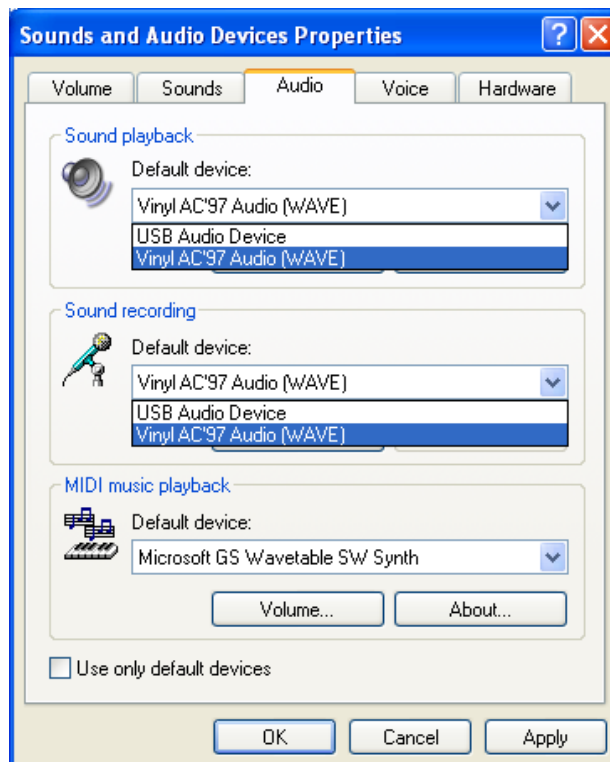 Sounds and Audio Devices Properties
Volume Sounds Audio Voice Hardware
Sound playback
Default device:
Vinyl AC'97 Audio (WAVE)
USB Audio Device
Vinyl AC'97 Audio (WAVE)
Sound recording
Default device:
Vinyl AC'97 Audio (WAVE)
USB Audio Device
Vinyl AC'97 Audio (WAVE)
MIDI music playback
Default device:
Microsoft GS Wavetable SW Synth
Volume... About...
Use only default devices
OK Cancel Apply